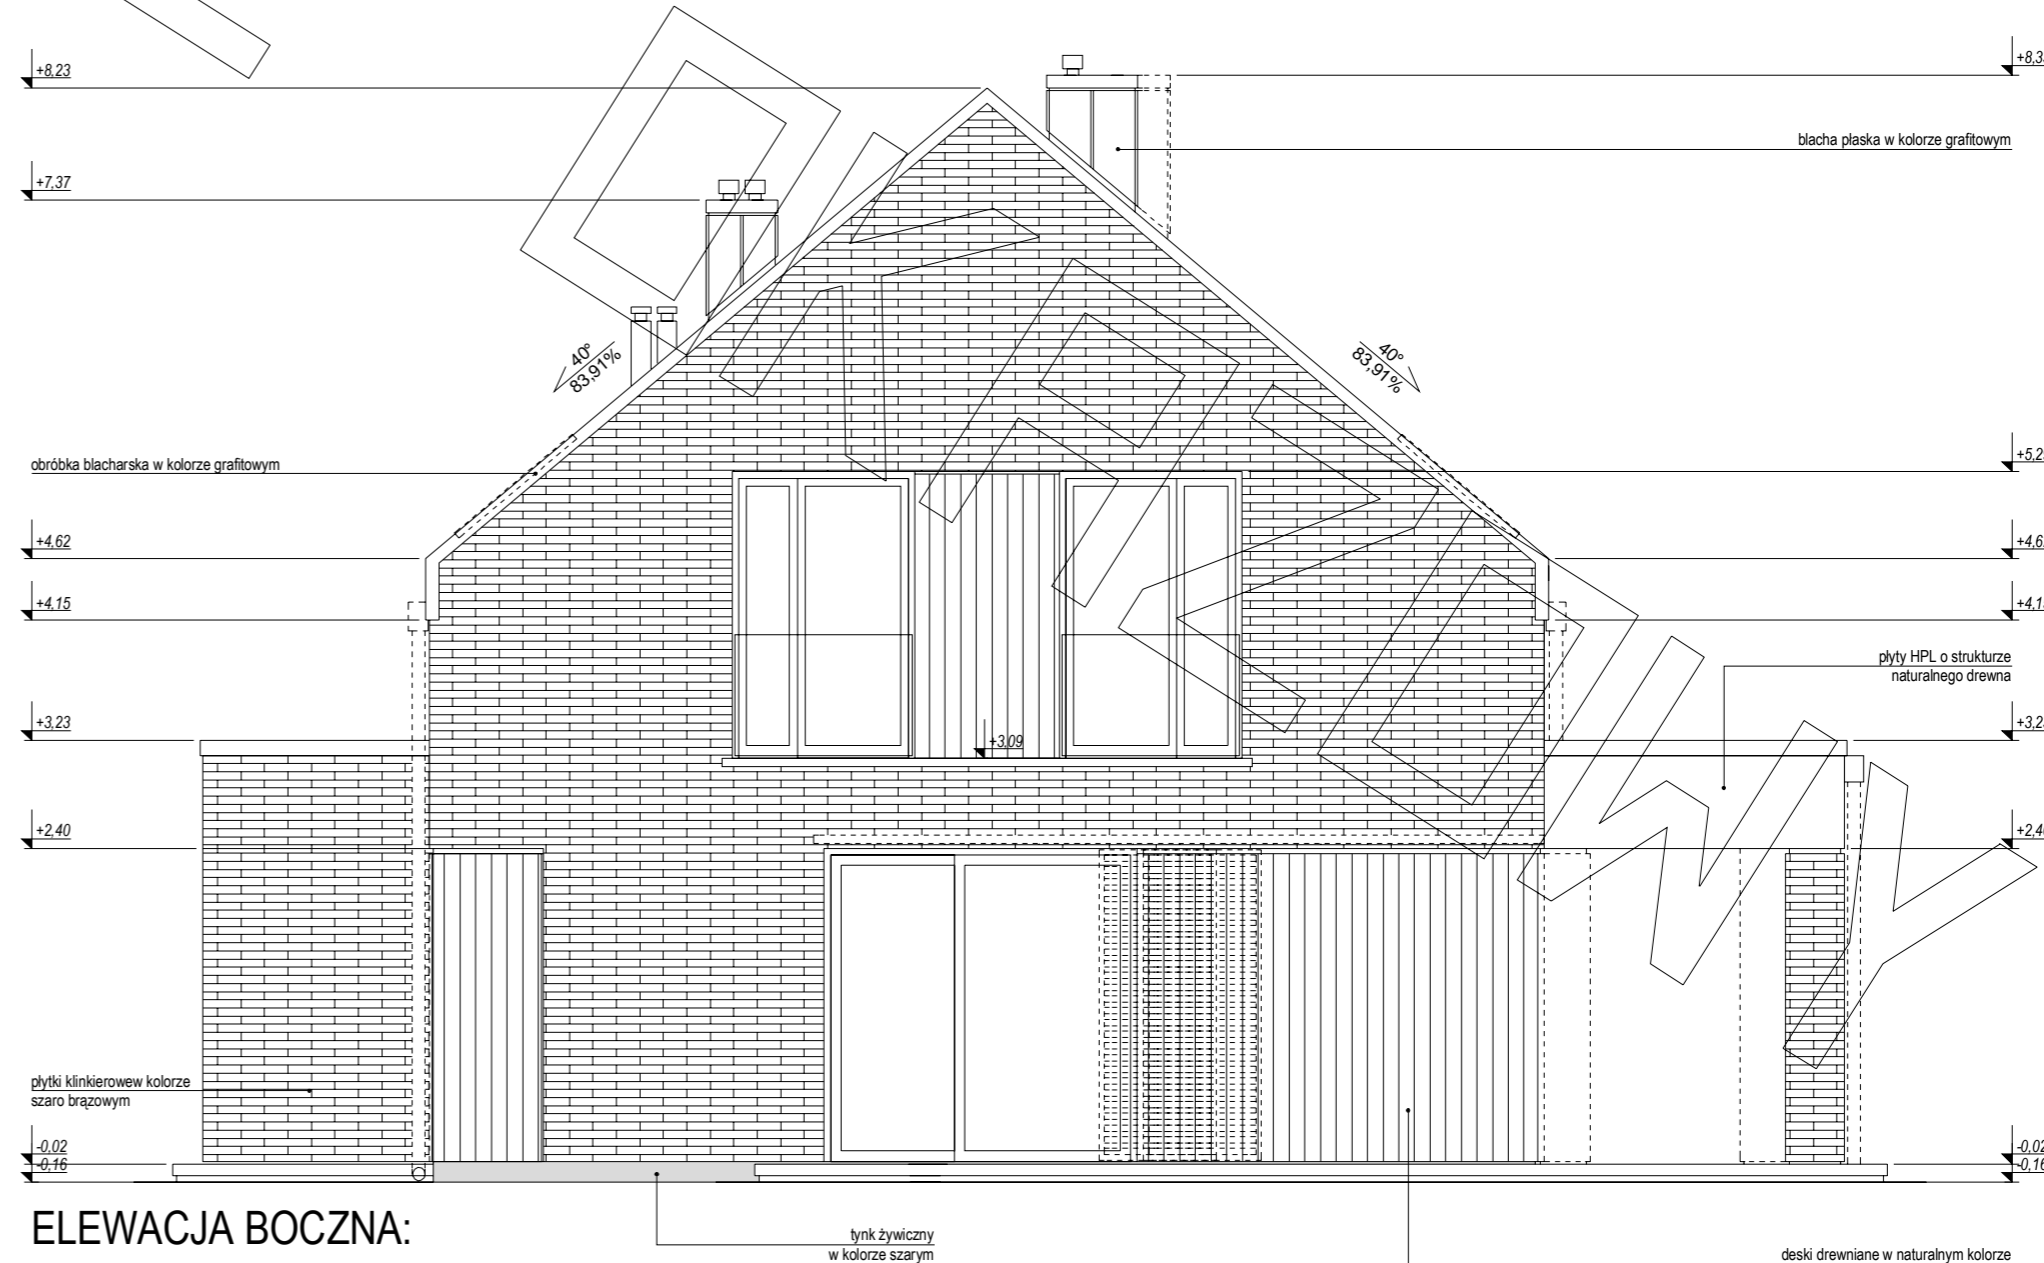 +8,23
+8,3
blacha płaska w kolorze grafitowym
+7,37
40°
83,91%
40°
83,91%
obróbka blacharska w kolorze grafitowym
+5,2
+4,62
+4,6
+4,15
+4,1
płyty HPL o strukturze
naturalnego drewna
+3,23
+3,2
+3,09
+2,40
+2,4
płytki klinkierowew kolorze
szaro brązowym
-0,02
-0,16
-0,02
-0,16
ELEWACJA BOCZNA:
tynk żywiczny
w kolorze szarym
deski drewniane w naturalnym kolorze